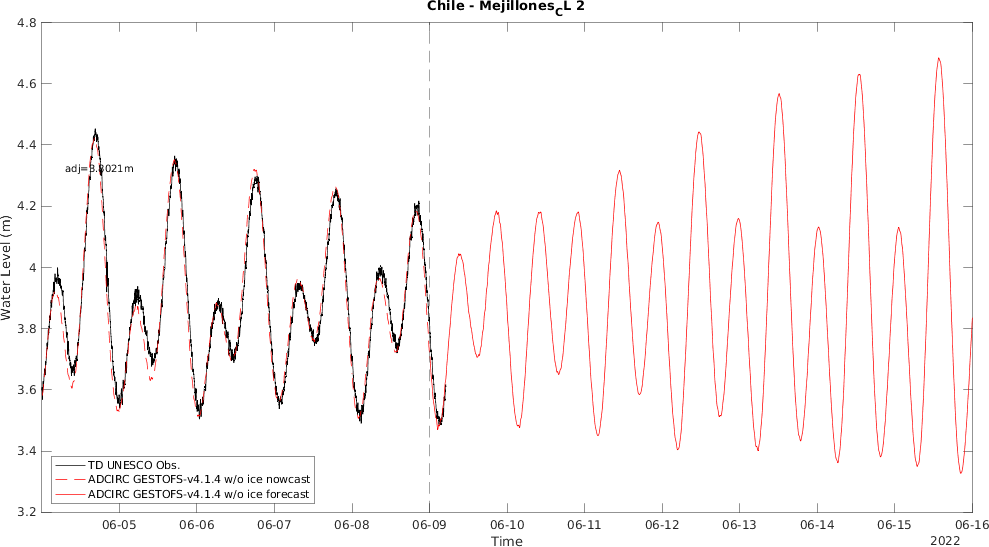 Chile - Mejillones_CL 2
Water Level (m)
4.8
4.6
4.4
4.2
4
3.8
3.6
3.4
3.2
adj=3.8021m
TD UNESCO Obs.
ADCIRC GESTOFS-v4.1.4 w/o ice nowcast
ADCIRC GESTOFS-v4.1.4 w/o ice forecast
06-05 06-06 06-07 06-08 06-09 06-10 06-11 06-12 06-13 06-14 06-15 06-16
Time
2022